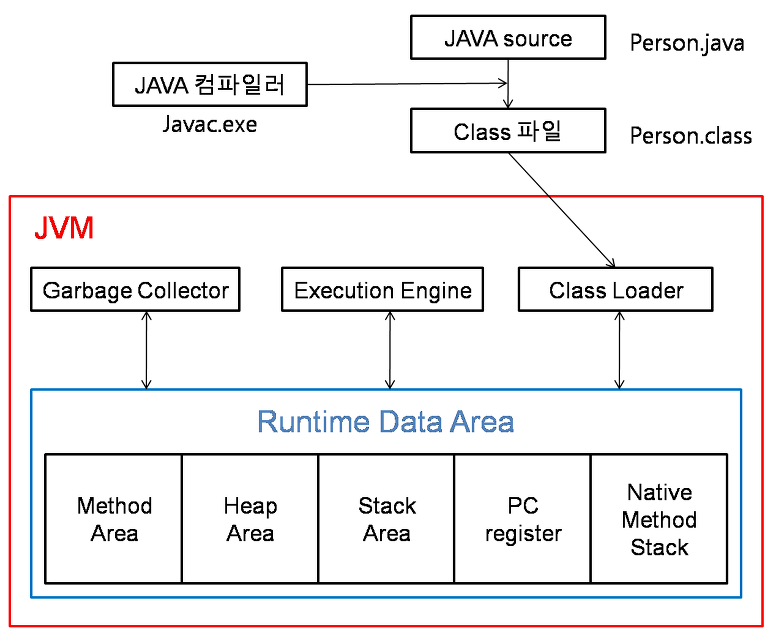 JAVA source
Person.java
JAVA 컴파일러
Javac.exe
Class 파일
Person.class
JVM
Garbage Collector
Execution Engine
Class Loader
Runtime Data Area
Method
Area
Heap
Area
Stack
Area
PC
register
Native
Method
Stack